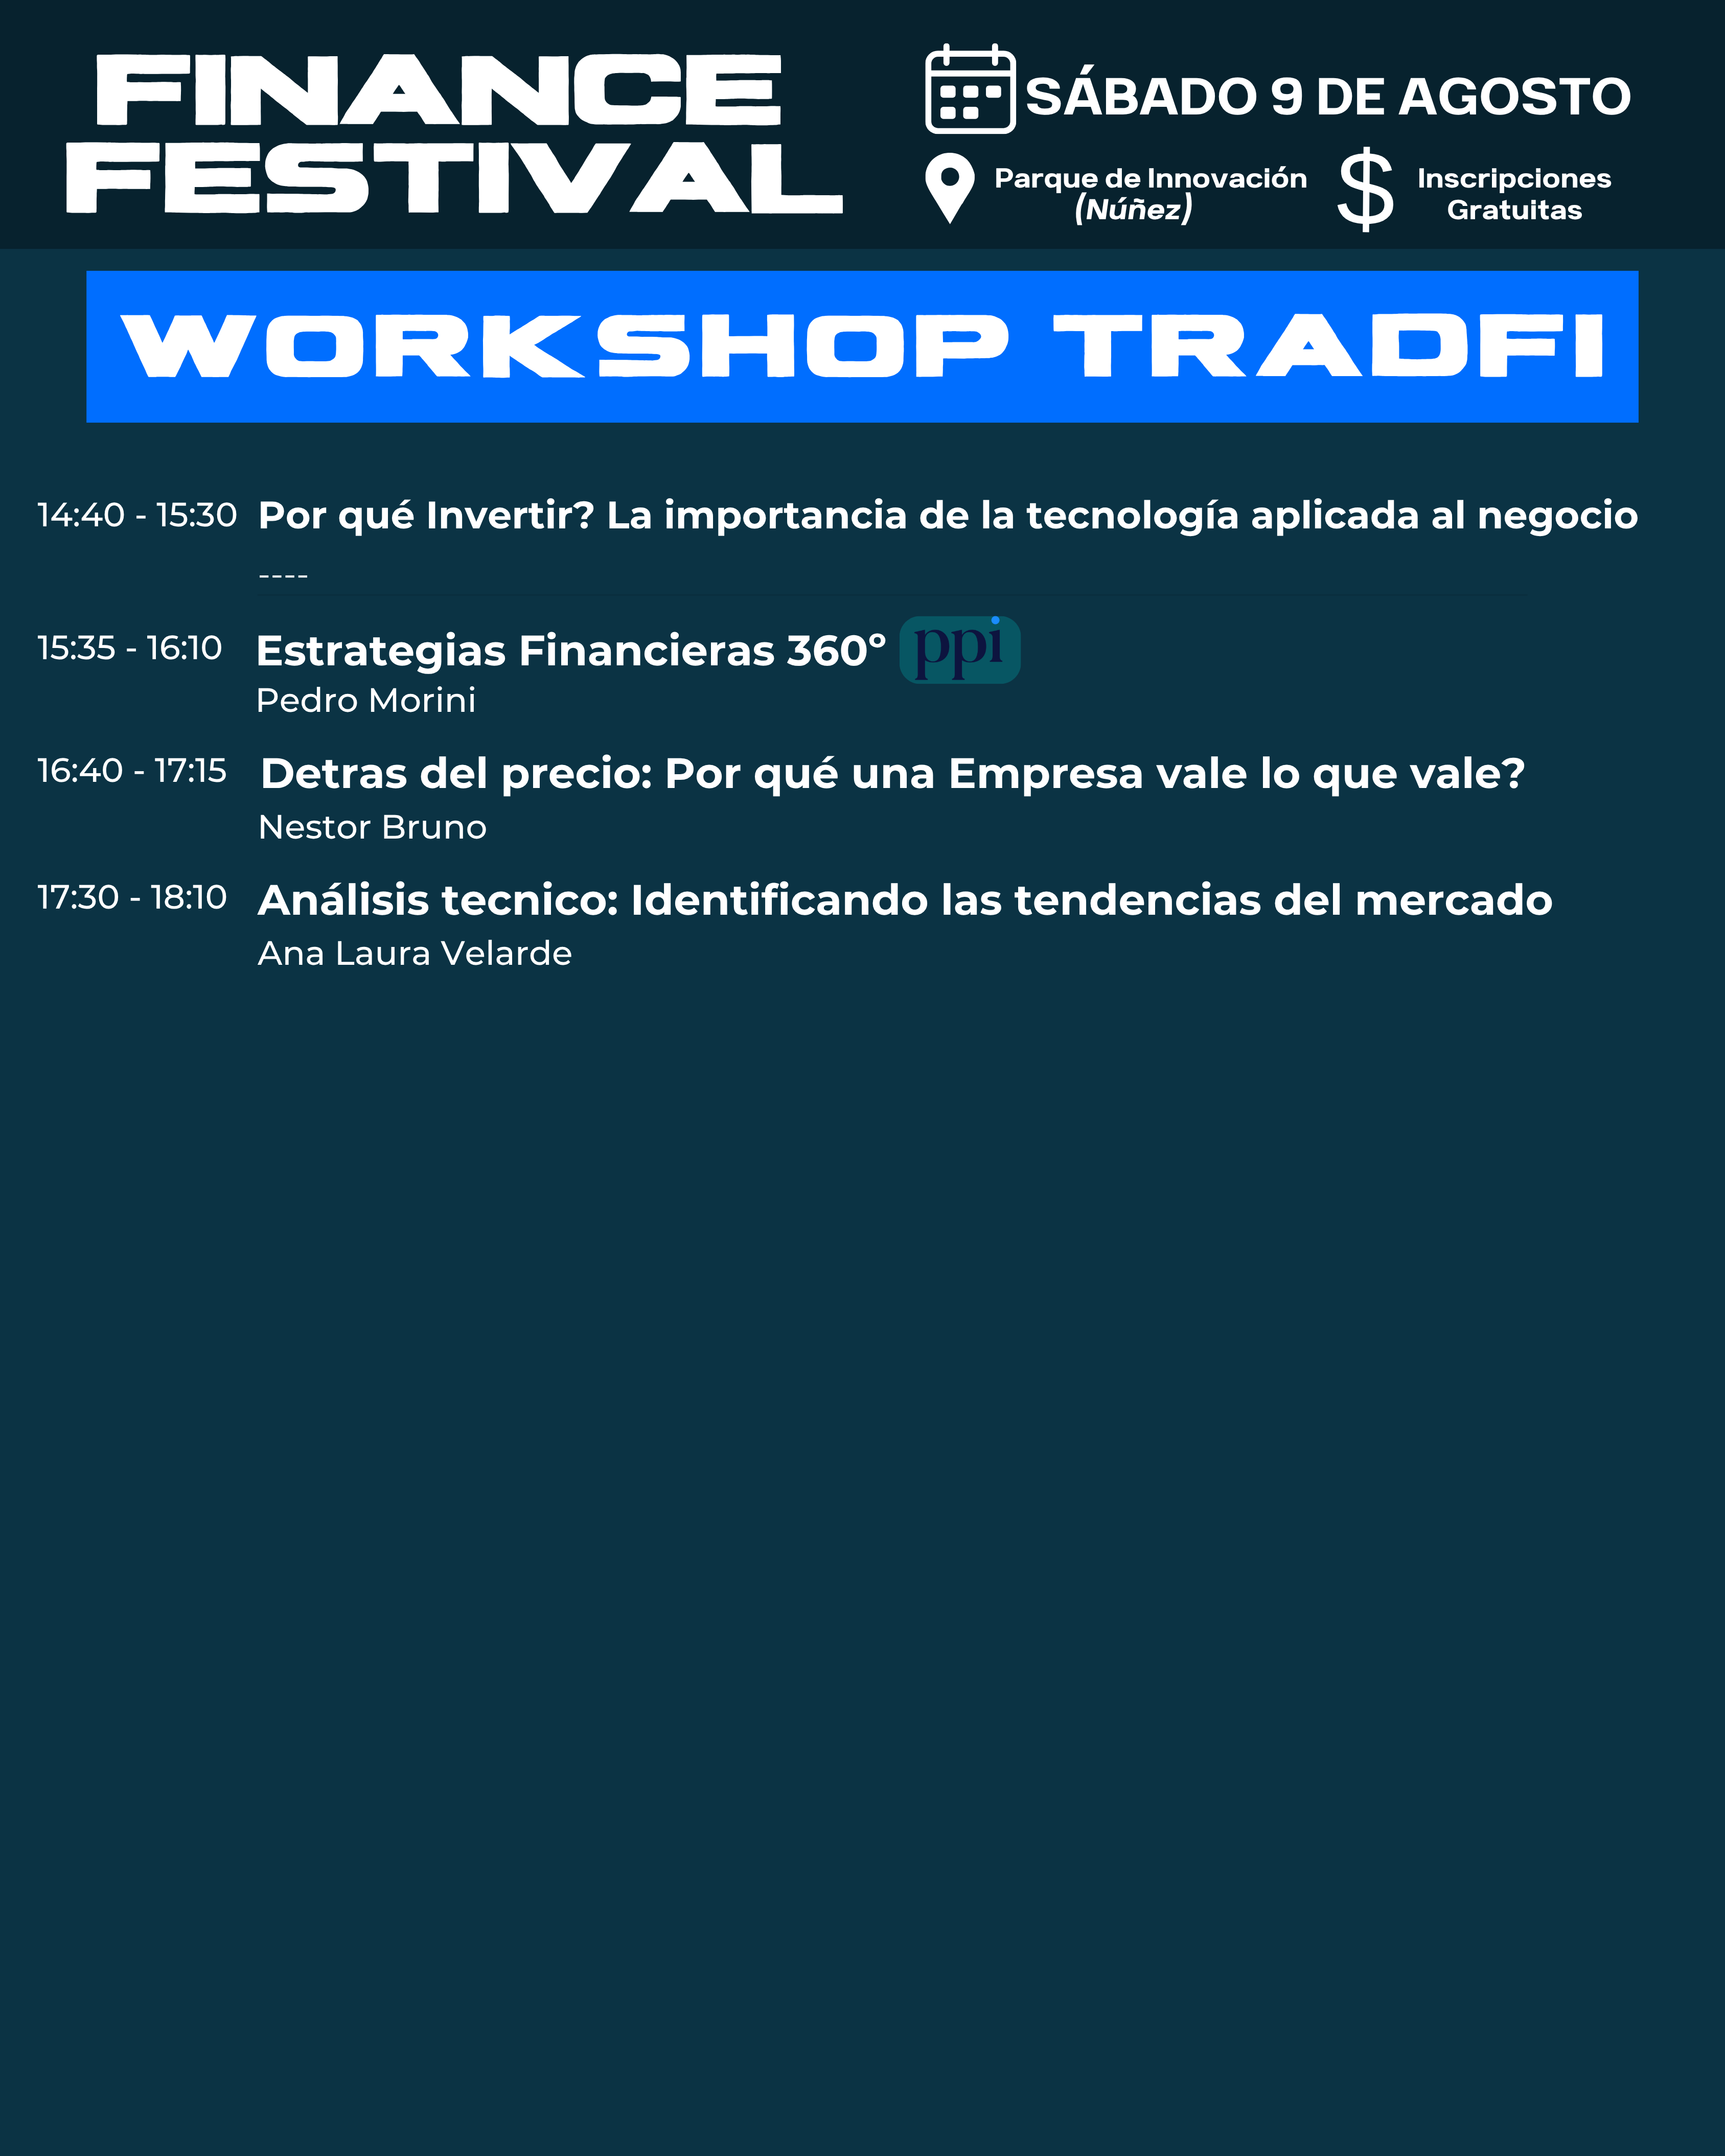 FINANCE
FESTIVAL
SÁBADO 9 DE AGOSTO
Parque de Innovación
(Núñez)
$
Inscripciones
Gratuitas
WORKSHOP TRADFI
14:40 - 15:30 Por qué Invertir? La importancia de la tecnología aplicada al negocio
----
15:35 - 16:10 Estrategias Financieras 360º ppi
Pedro Morini
16:40 - 17:15 Detras del precio: Por qué una Empresa vale lo que vale?
Nestor Bruno
17:30 - 18:10 Análisis tecnico: Identificando las tendencias del mercado
Ana Laura Velarde